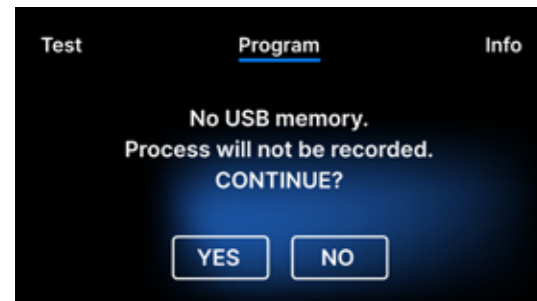 Test Program Info
No USB memory.
Process will not be recorded.
CONTINUE?
YES NO